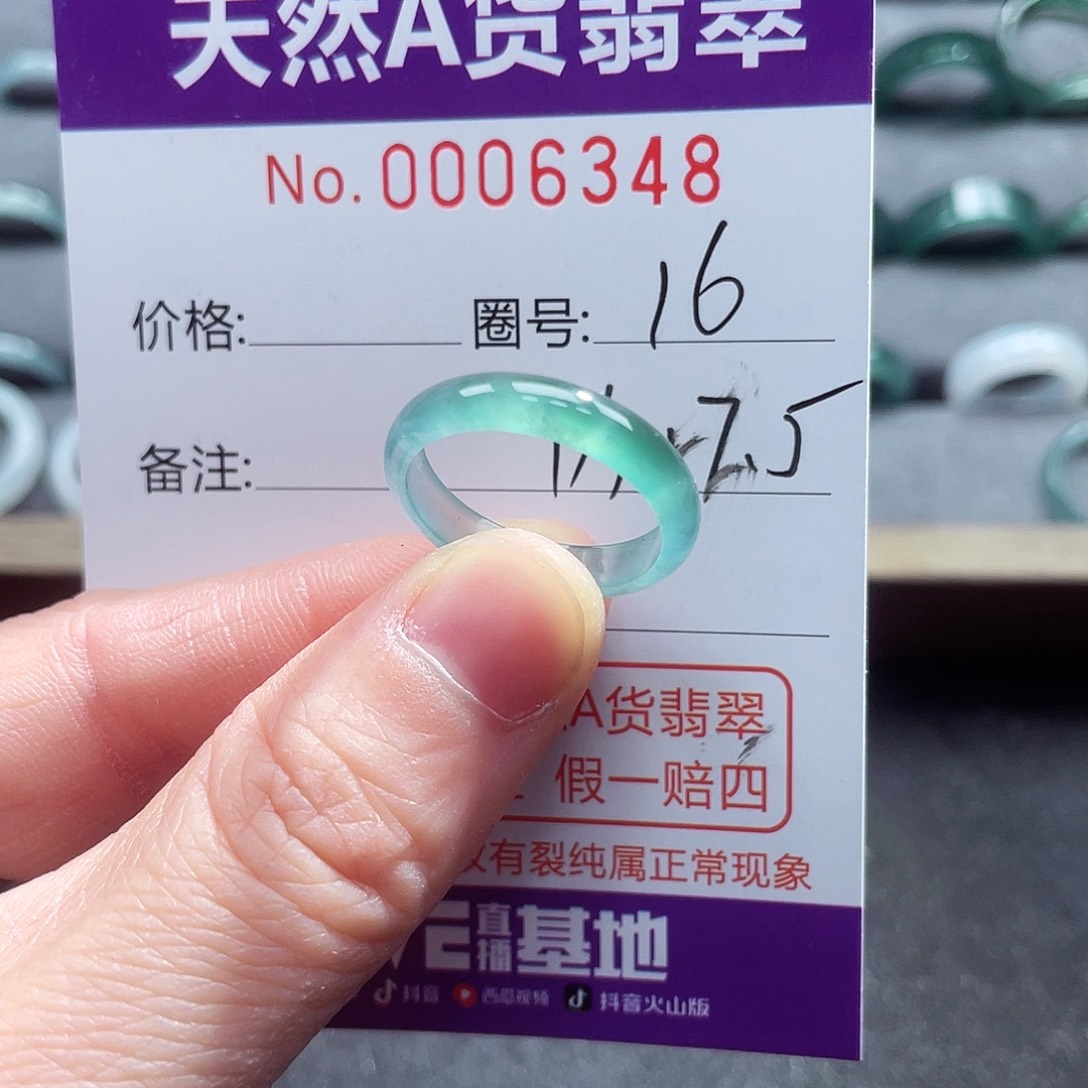 天然A货翡翠
No. 0006348
价格: 圈号: 16
备注: 7.5
A货翡翠
假一赔四
有裂纯属正常现象
直播基地
抖音 西瓜视频 抖音火山版